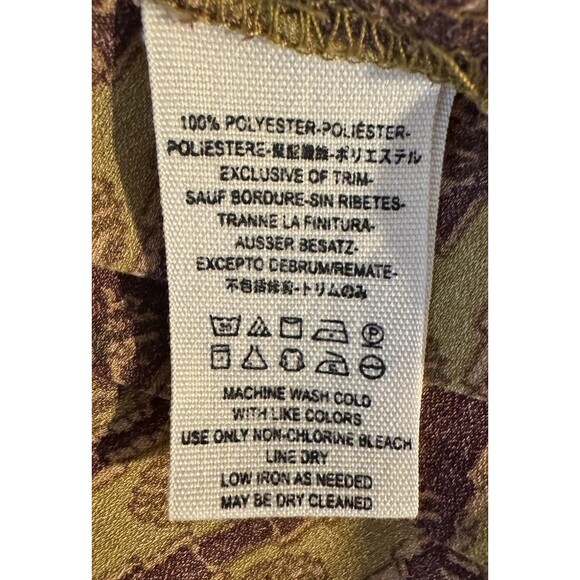 100% POLYESTER-POLIÉSTER-
POLIESTERE-聚酯纖維-ポリエステル
EXCLUSIVE OF TRIM-
SAUF BORDURE-SIN RIBETES-
TRANNE LA FINITURA-
AUSSER BESATZ-
EXCEPTO DEBRUM/REMATE-
不包括修套-トリムのみ
MACHINE WASH COLD
WITH LIKE COLORS
USE ONLY NON-CHLORINE BLEACH
LINE DRY
LOW IRON AS NEEDED
MAY BE DRY CLEANED